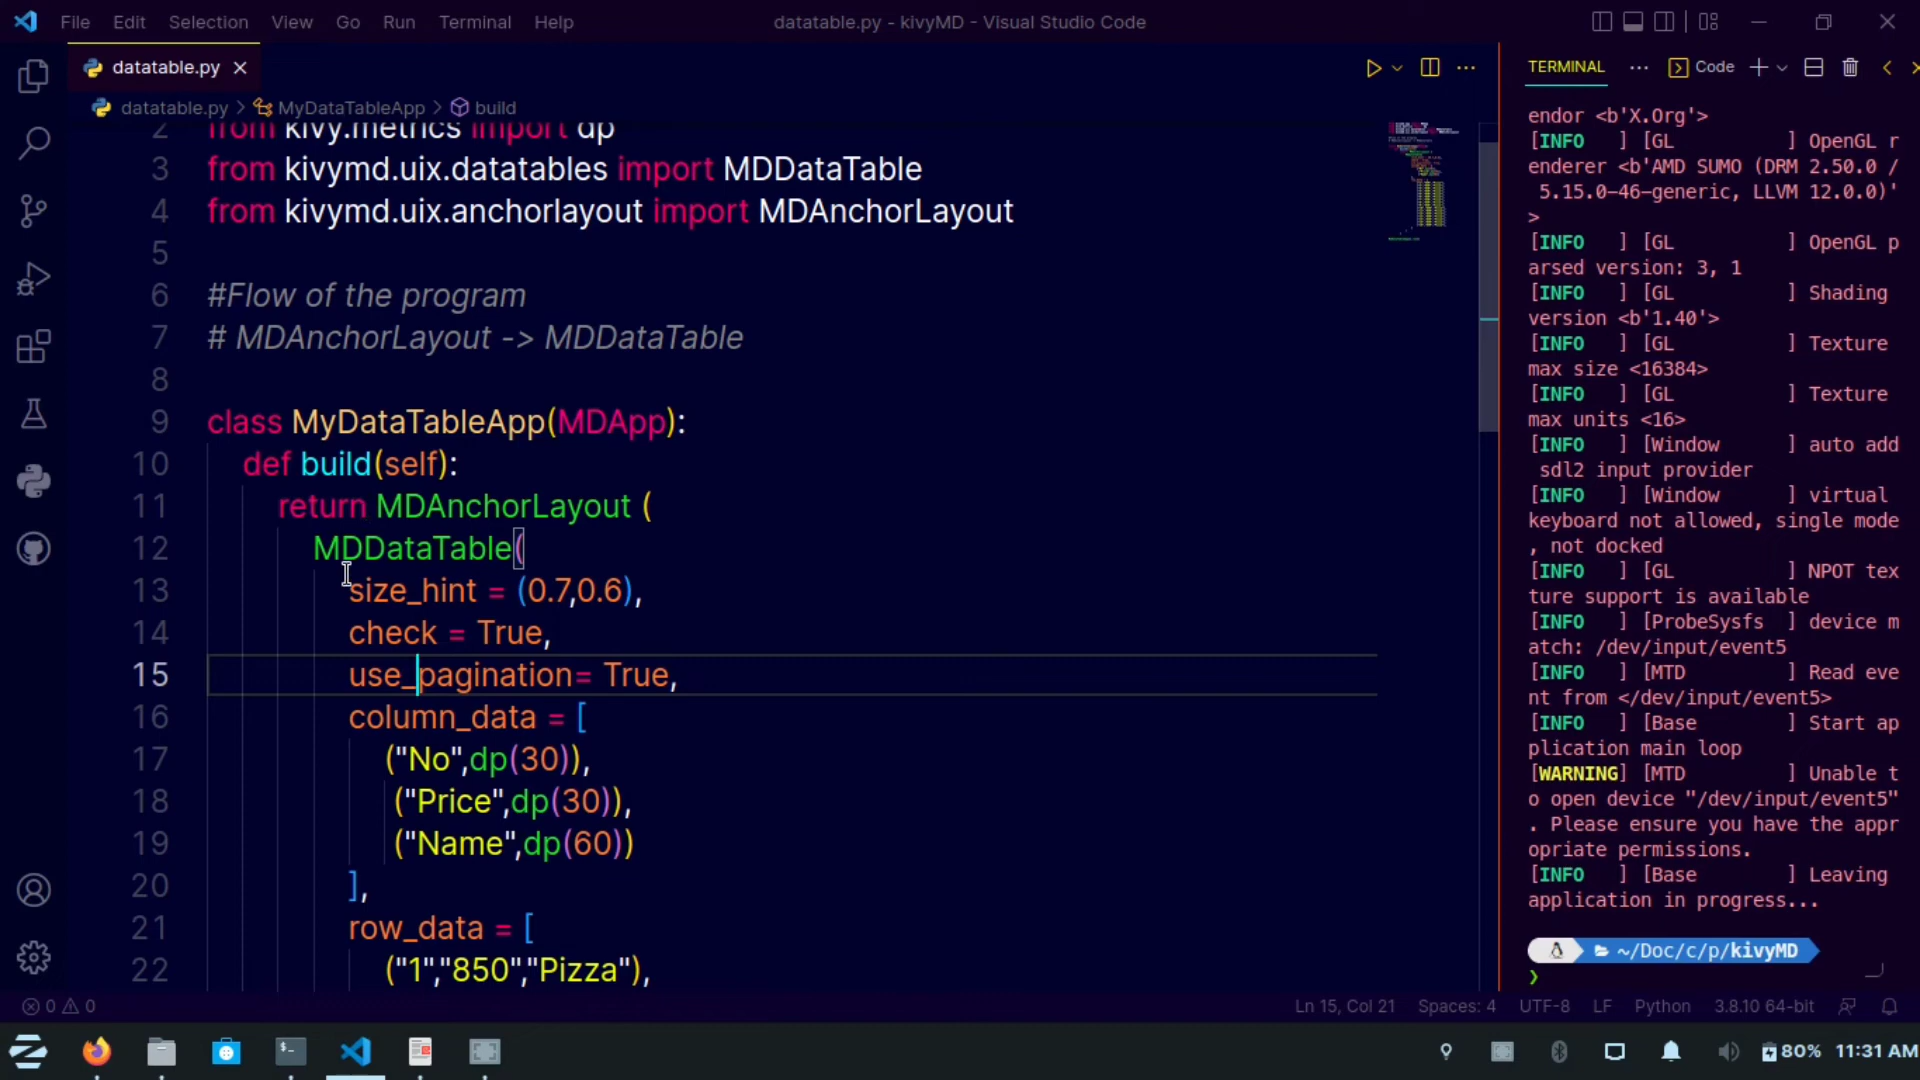 File Edit Selection View Go Run Terminal Help datatable.py - kivyMD - Visual Studio Code
datatable.py
datatable.py > MyDataTableApp > build
2 from kivy.metrics import dp
3 from kivymd.uix.datatables import MDDataTable
4 from kivymd.uix.anchorlayout import MDAnchorLayout
5
6 #Flow of the program
7 # MDAnchorLayout -> MDDataTable
8
9 class MyDataTableApp(MDApp):
10 def build(self):
11 return MDAnchorLayout (
12 MDDataTable(
13 size_hint = (0.7,0.6),
14 check = True,
15 use_pagination= True,
16 column_data = [
17 ("No",dp(30)),
18 ("Price",dp(30)),
19 ("Name",dp(60))
20 ],
21 row_data = [
22 ("1","850","Pizza"),
TERMINAL ··· Code
endor <b'X.Org'>
[INFO   ] [GL          ] OpenGL r
enderer <b'AMD SUMO (DRM 2.50.0 /
5.15.0-46-generic, LLVM 12.0.0)'
>
[INFO   ] [GL          ] OpenGL p
arsed version: 3, 1
[INFO   ] [GL          ] Shading
version <b'1.40'>
[INFO   ] [GL          ] Texture
max size <16384>
[INFO   ] [GL          ] Texture
max units <16>
[INFO   ] [Window      ] auto add
sdl2 input provider
[INFO   ] [Window      ] virtual
keyboard not allowed, single mode
, not docked
[INFO   ] [GL          ] NPOT tex
ture support is available
[INFO   ] [ProbeSysfs  ] device m
atch: /dev/input/event5
[INFO   ] [MTD         ] Read eve
nt from </dev/input/event5>
[INFO   ] [Base        ] Start ap
plication main loop
[WARNING] [MTD         ] Unable t
o open device "/dev/input/event5"
. Please ensure you have the appr
opriate permissions.
[INFO   ] [Base        ] Leaving
application in progress...
~/Doc/c/p/kivyMD
❯
0 0 Ln 15, Col 21 Spaces: 4 UTF-8 LF Python 3.8.10 64-bit
80% 11:31 AM